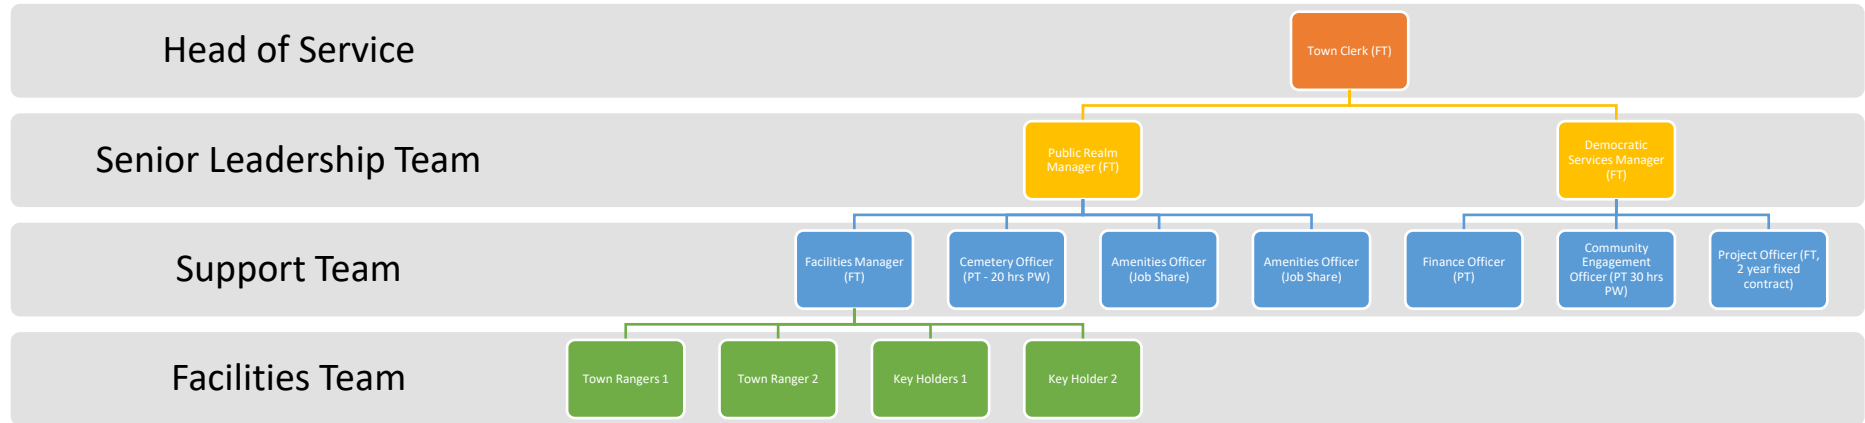 Head of Service
Town Clerk (FT)
Senior Leadership Team
Public Realm
Manager (FT)
Democratic
Services Manager
(FT)
Support Team
Facilities Manager
(FT)
Cemetery Officer
(PT - 20 hrs PW)
Amenities Officer
(Job Share)
Amenities Officer
(Job Share)
Finance Officer
(PT)
Community
Engagement
Officer (PT 30 hrs
PW)
Project Officer (FT,
2 year fixed
contract)
Facilities Team
Town Rangers 1
Town Ranger 2
Key Holders 1
Key Holder 2